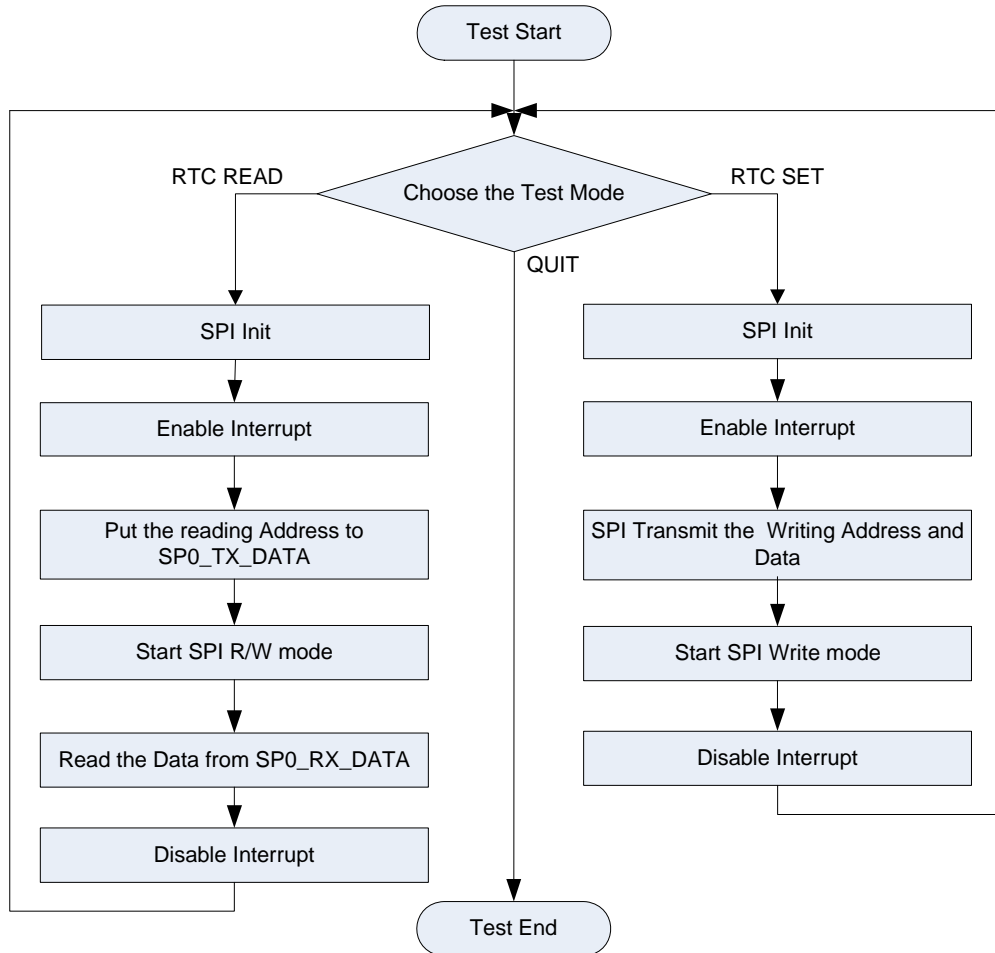 Test Start
RTC READ
Choose the Test Mode
RTC SET
QUIT
SPI Init
Enable Interrupt
Put the reading Address to
SP0_TX_DATA
Start SPI R/W mode
Read the Data from SP0_RX_DATA
Disable Interrupt
SPI Init
Enable Interrupt
SPI Transmit the  Writing Address and
Data
Start SPI Write mode
Disable Interrupt
Test End